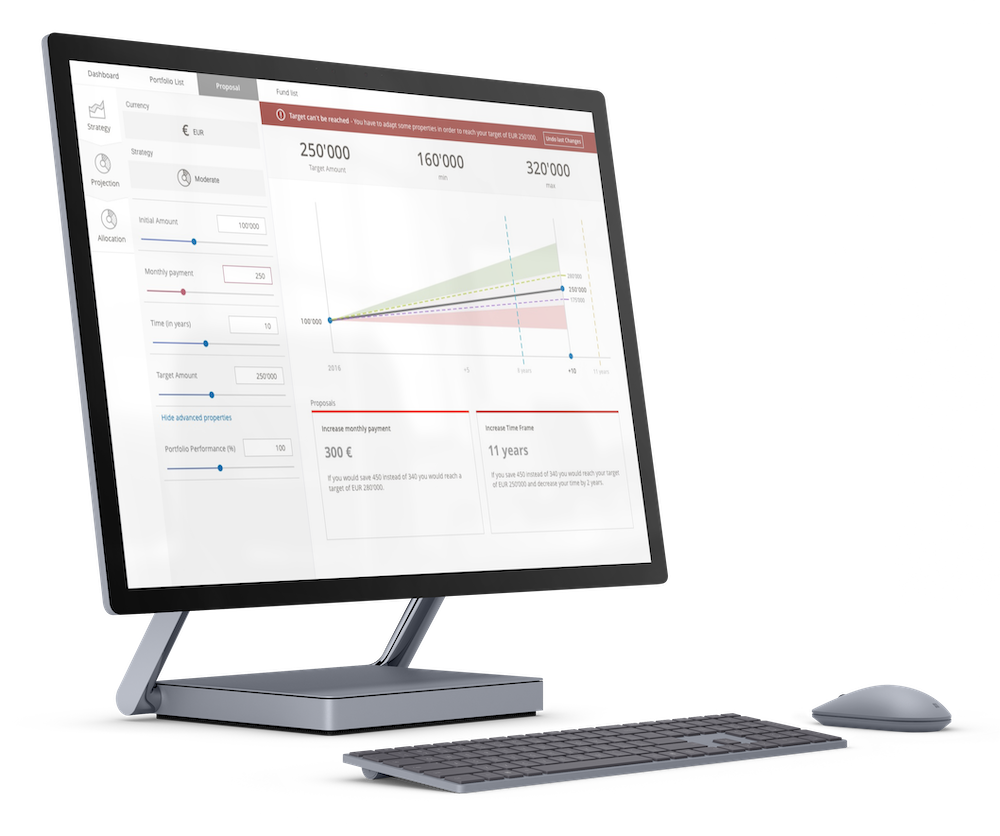 Dashboard
Portfolio List
Proposal
Fund list
Strategy
Projection
Allocation
Currency
€ EUR
Strategy
Moderate
Initial Amount
100'000
Monthly payment
250
Time (in years)
10
Target Amount
250'000
Hide advanced properties
Portfolio Performance (%)
100
Target can't be reached - You have to adapt some properties in order to reach your target of EUR 250'000.
Undo last Changes
250'000
Target Amount
160'000
min
320'000
max
250'000
175'000
100'000
2016
+5
+10
11 years
Proposals
Increase monthly payment
300 €
If you would save 450 instead of 340 you would reach a
target of EUR 280'000.
Increase Time Frame
11 years
If you save 450 instead of 340 you would reach your target
of EUR 250'000 and decrease your time by 2 years.